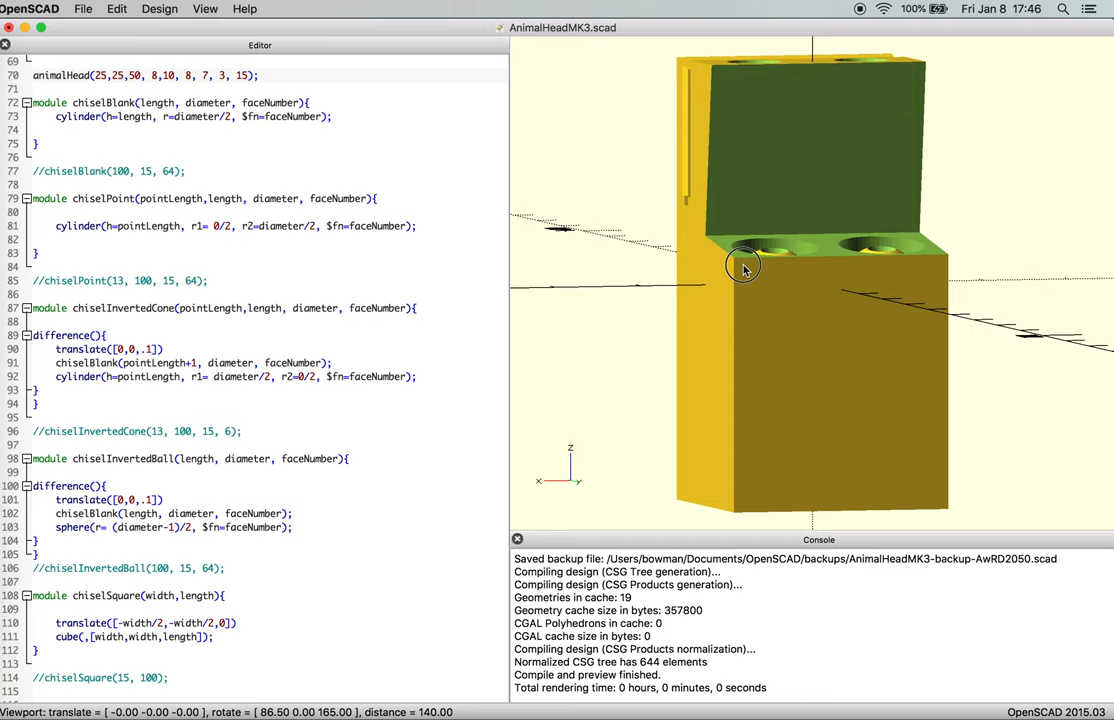 OpenSCAD File Edit Design View Help 100% Fri Jan 8 17:46
AnimalHeadMK3.scad
Editor
69
70 animalHead(25,25,50, 8,10, 8, 7, 3, 15);
71
72 module chiselBlank(length, diameter, faceNumber){
73 cylinder(h=length, r=diameter/2, $fn=faceNumber);
74
75 }
76
77 //chiselBlank(100, 15, 64);
78
79 module chiselPoint(pointLength,length, diameter, faceNumber){
80
81 cylinder(h=pointLength, r1= 0/2, r2=diameter/2, $fn=faceNumber);
82
83 }
84
85 //chiselPoint(13, 100, 15, 64);
86
87 module chiselInvertedCone(pointLength,length, diameter, faceNumber){
88
89 difference(){
90 translate([0,0,.1])
91 chiselBlank(pointLength+1, diameter, faceNumber);
92 cylinder(h=pointLength, r1= diameter/2, r2=0/2, $fn=faceNumber);
93 }
94 }
95
96 //chiselInvertedCone(13, 100, 15, 6);
97
98 module chiselInvertedBall(length, diameter, faceNumber){
99
100 difference(){
101 translate([0,0,.1])
102 chiselBlank(length, diameter, faceNumber);
103 sphere(r= (diameter-1)/2, $fn=faceNumber);
104 }
105 }
106 //chiselInvertedBall(100, 15, 64);
107
108 module chiselSquare(width,length){
109
110 translate([-width/2,-width/2,0])
111 cube(,[width,width,length]);
112 }
113
114 //chiselSquare(15, 100);
115
Z
X
Y
Console
Saved backup file: /Users/bowman/Documents/OpenSCAD/backups/AnimalHeadMK3-backup-AwRD2050.scad
Compiling design (CSG Tree generation)...
Compiling design (CSG Products generation)...
Geometries in cache: 19
Geometry cache size in bytes: 357800
CGAL Polyhedrons in cache: 0
CGAL cache size in bytes: 0
Compiling design (CSG Products normalization)...
Normalized CSG tree has 644 elements
Compile and preview finished.
Total rendering time: 0 hours, 0 minutes, 0 seconds
Viewport: translate = [ -0.00 -0.00 -0.00 ], rotate = [ 86.50 0.00 165.00 ], distance = 140.00
OpenSCAD 2015.03